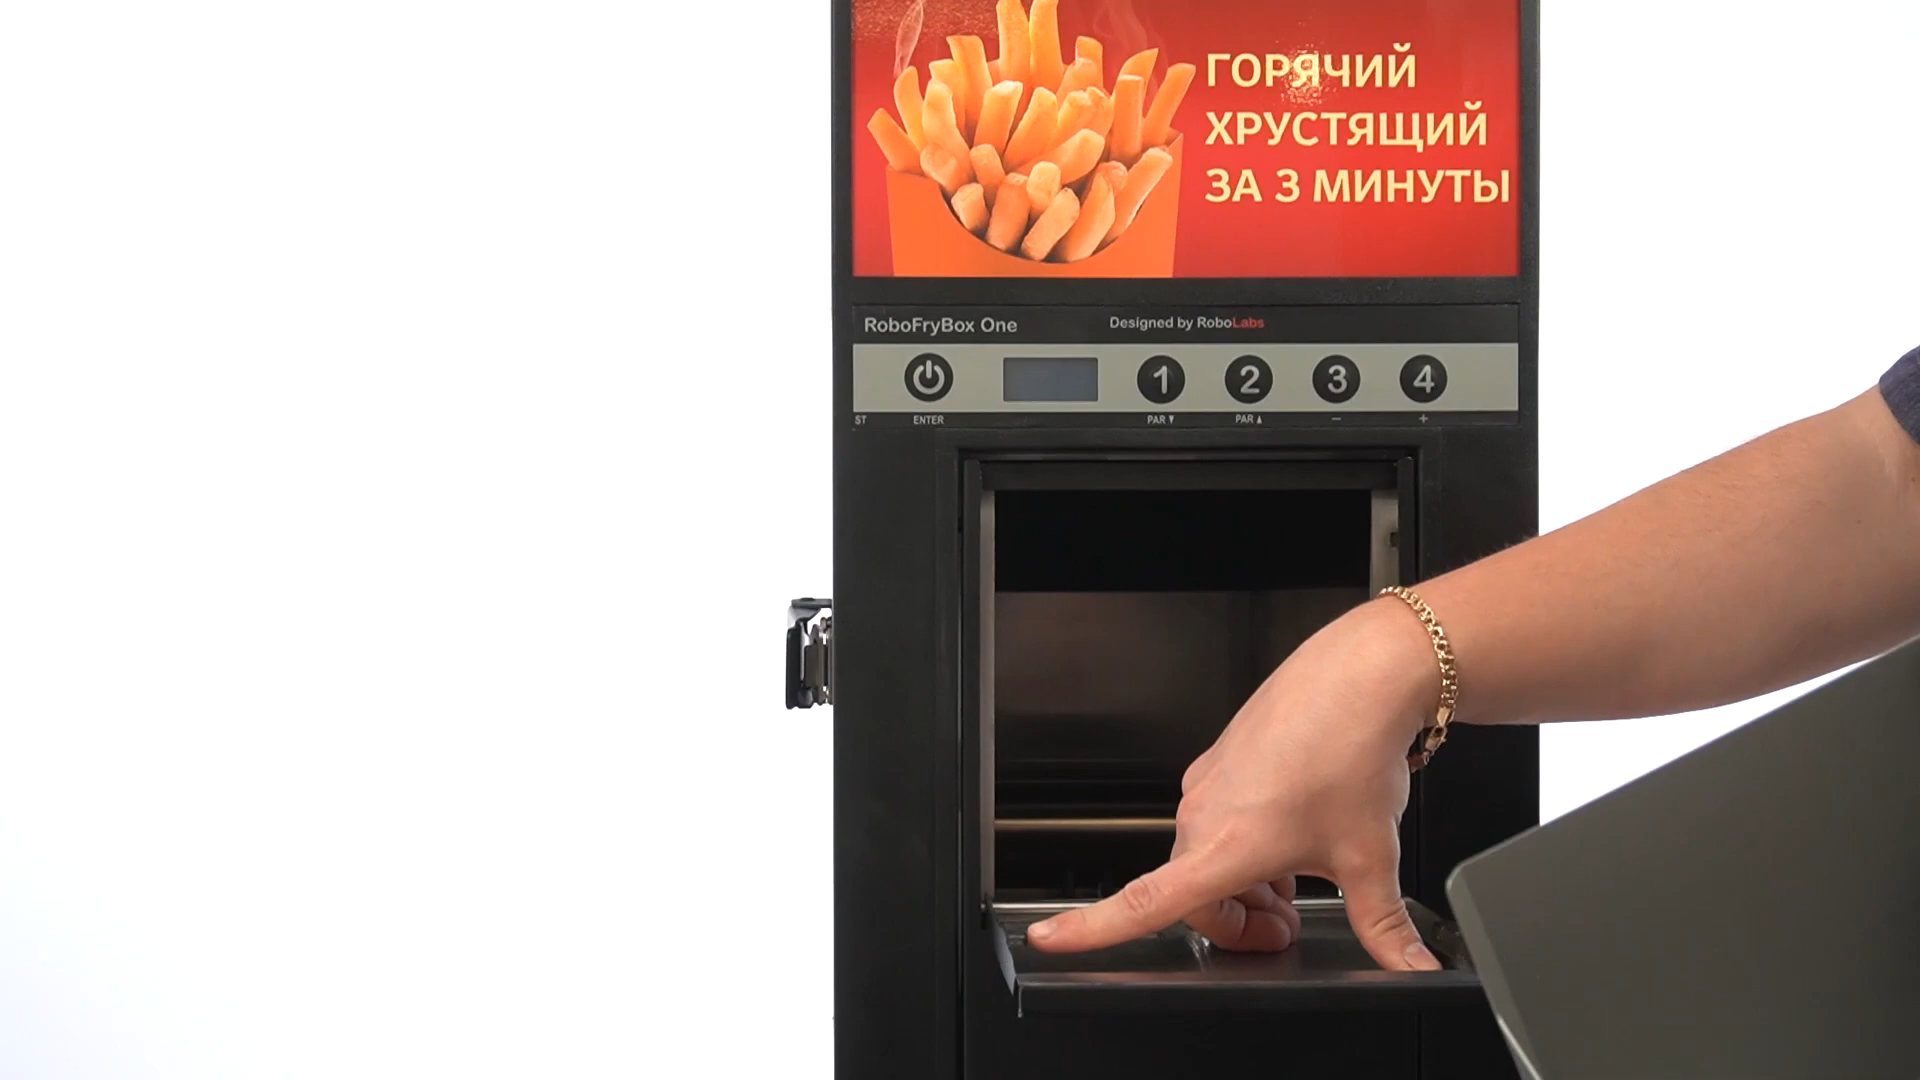 ГОРЯЧИЙ
ХРУСТЯЩИЙ
ЗА 3 МИНУТЫ
RoboFryBox One
Designed by RoboLabs
1 2 3 4
ST ENTER PAR ▼ PAR ▲ − +